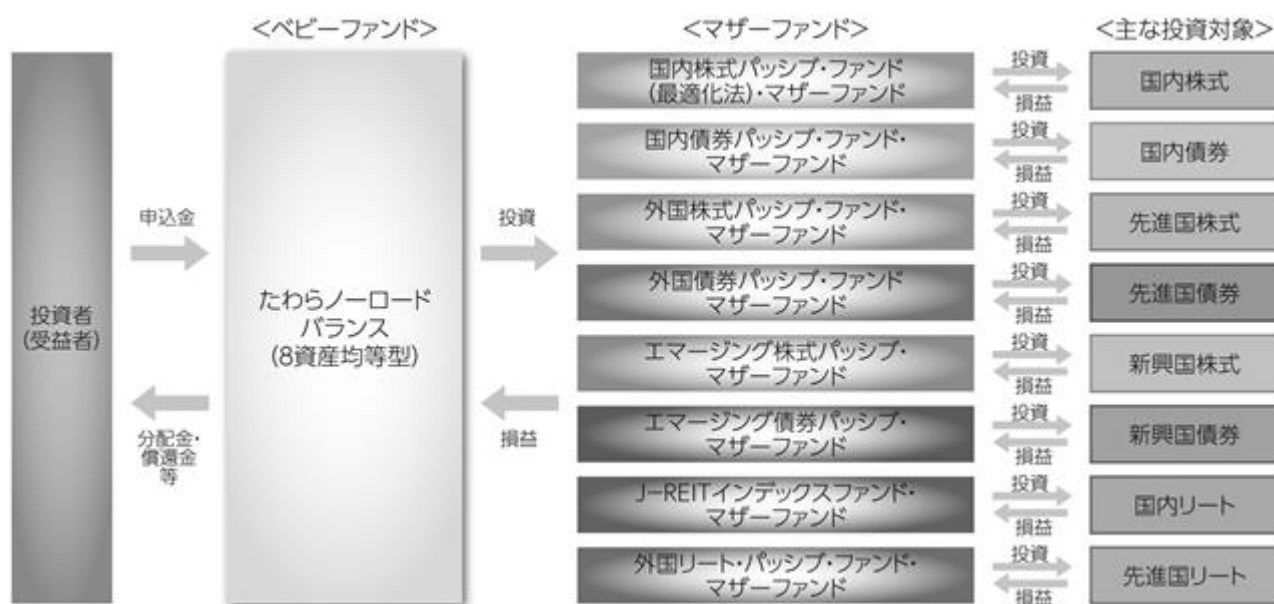 <ベビーファンド>
<マザーファンド>
<主な投資対象>
投資者
(受益者)
申込金
分配金・
償還金
等
たわらノーロード
バランス
(8資産均等型)
投資
損益
国内株式パッシブ・ファンド
(最適化法)・マザーファンド
投資
損益
国内株式
国内債券パッシブ・ファンド・
マザーファンド
投資
損益
国内債券
外国株式パッシブ・ファンド・
マザーファンド
投資
損益
先進国株式
外国債券パッシブ・ファンド
マザーファンド
投資
損益
先進国債券
エマージング株式パッシブ・
マザーファンド
投資
損益
新興国株式
エマージング債券パッシブ・
マザーファンド
投資
損益
新興国債券
J-REITインデックスファンド・
マザーファンド
投資
損益
国内リート
外国リート・パッシブ・ファンド・
マザーファンド
投資
損益
先進国リート